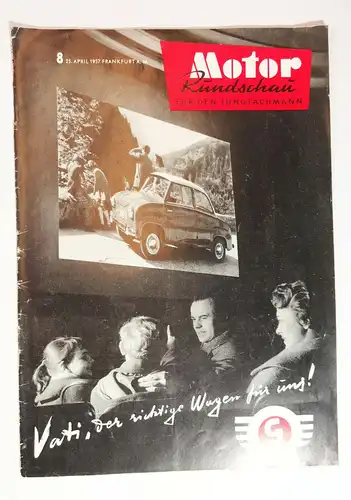 8 25. APRIL 1957 FRANKFURT A. M.
Motor
Rundschau
FÜR DEN JUNGFACHMANN
Vati, der richtige Wagen für uns!
G